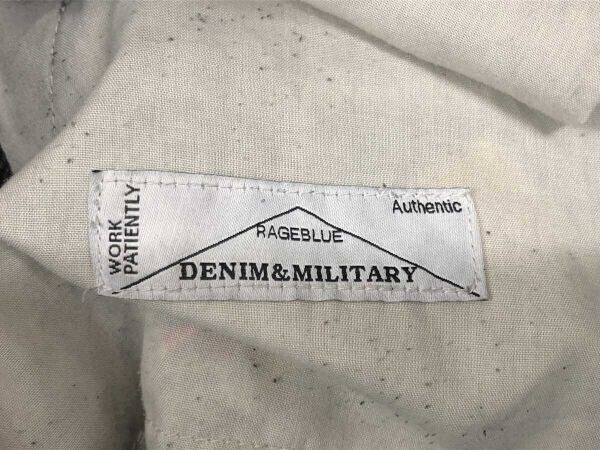 WORK
PATIENTLY
Authentic
RAGEBLUE
DENIM&MILITARY